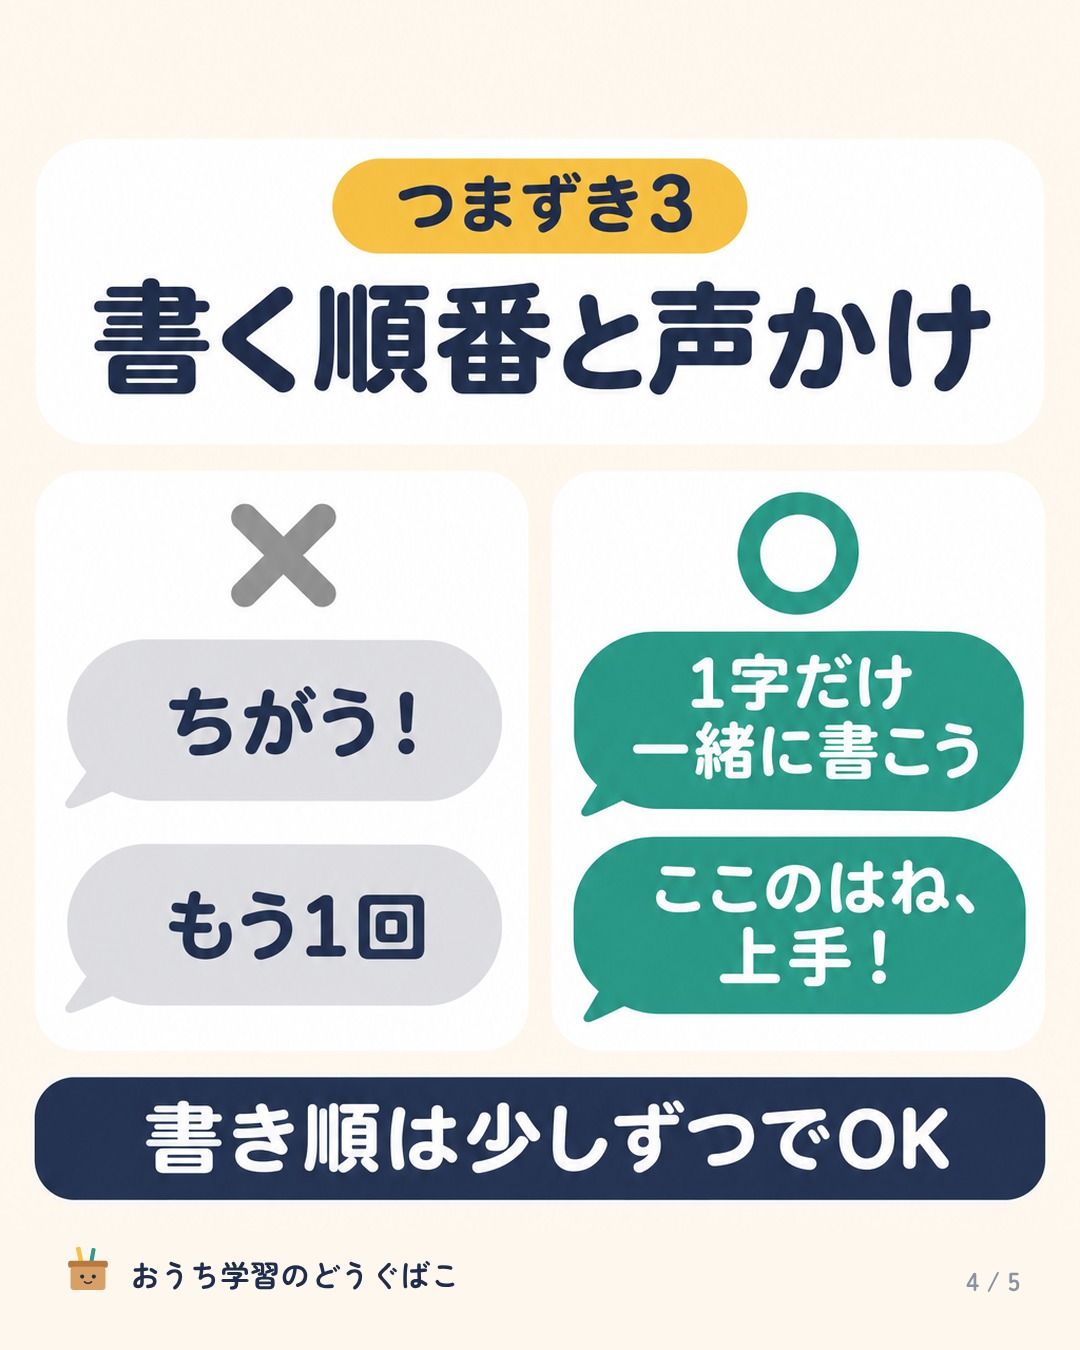 つまずき3
書く順番と声かけ
ちがう!
もう1回
1字だけ
一緒に書こう
ここのはね、
上手!
書き順は少しずつでOK
おうち学習のどうぐばこ
4 / 5